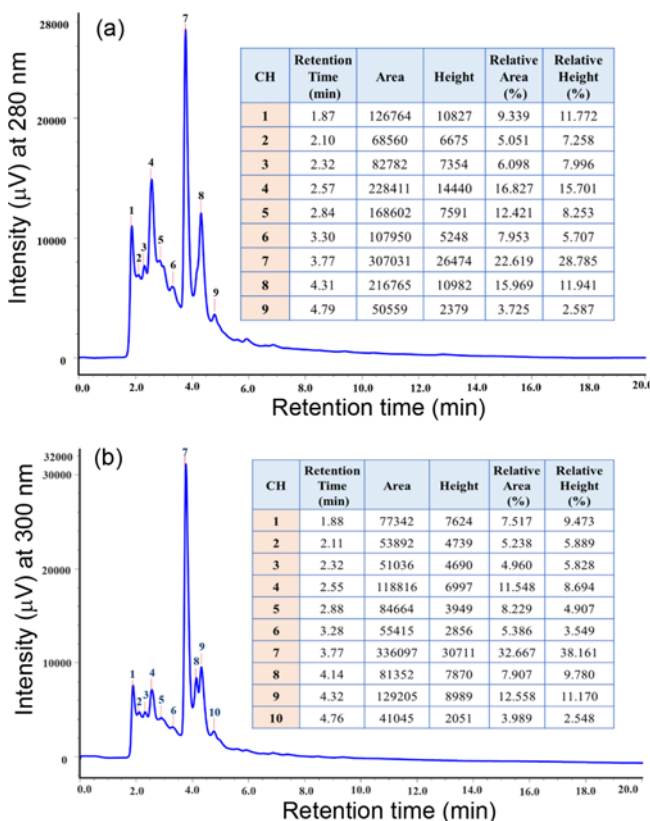 (a)
Intensity (μV) at 280 nm
28000
10000
0
1
2
3
4
5
6
7
8
9
CH Retention Time (min) Area Height Relative Area (%) Relative Height (%)
1 1.87 126764 10827 9.339 11.772
2 2.10 68560 6675 5.051 7.258
3 2.32 82782 7354 6.098 7.996
4 2.57 228411 14440 16.827 15.701
5 2.84 168602 7591 12.421 8.253
6 3.30 107950 5248 7.953 5.707
7 3.77 307031 26474 22.619 28.785
8 4.31 216765 10982 15.969 11.941
9 4.79 50559 2379 3.725 2.587
0.0 2.0 4.0 6.0 8.0 10.0 12.0 14.0 16.0 18.0 20.0
Retention time (min)
(b)
Intensity (μV) at 300 nm
32000
20000
10000
0
1
2
3
4
5
6
7
8
9
10
CH Retention Time (min) Area Height Relative Area (%) Relative Height (%)
1 1.88 77342 7624 7.517 9.473
2 2.11 53892 4739 5.238 5.889
3 2.32 51036 4690 4.960 5.828
4 2.55 118816 6997 11.548 8.694
5 2.88 84664 3949 8.229 4.907
6 3.28 55415 2856 5.386 3.549
7 3.77 336097 30711 32.667 38.161
8 4.14 81352 7870 7.907 9.780
9 4.32 129205 8989 12.558 11.170
10 4.76 41045 2051 3.989 2.548
0.0 2.0 4.0 6.0 8.0 10.0 12.0 14.0 16.0 18.0 20.0
Retention time (min)